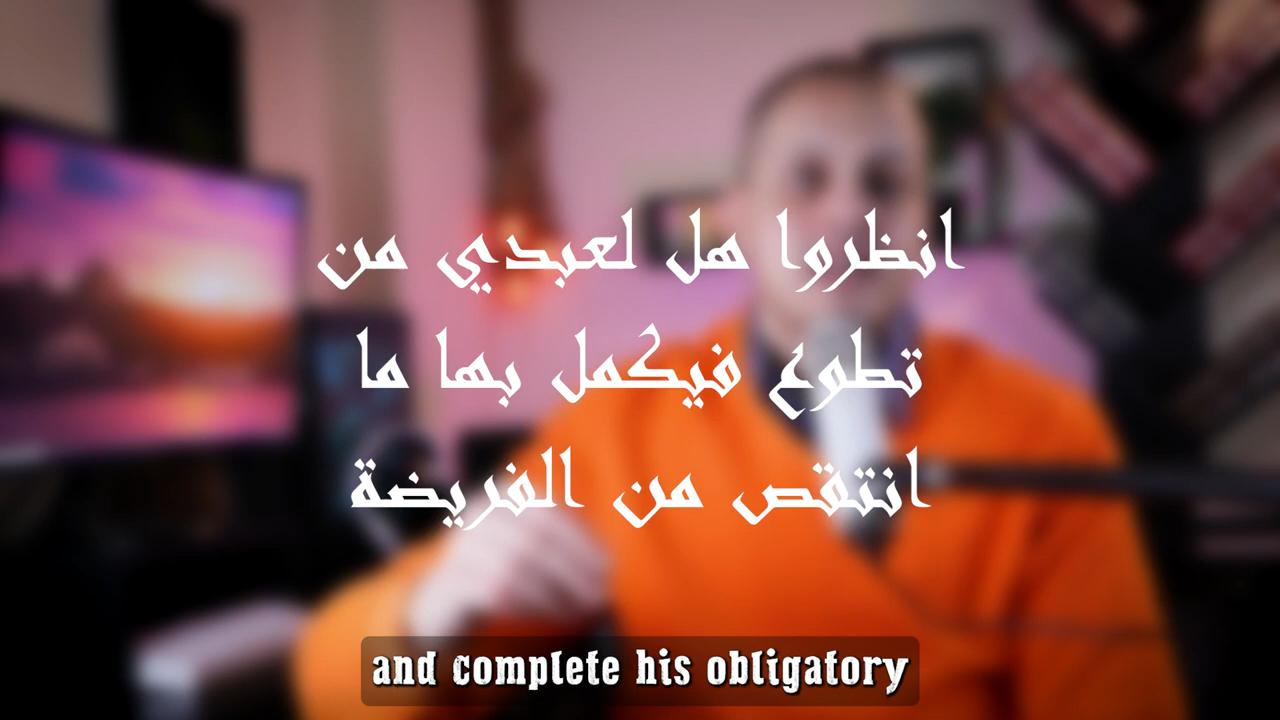 انظروا هل لعبدي من
تطوع فيكمل بها ما
انتقص من الفريضة
and complete his obligatory